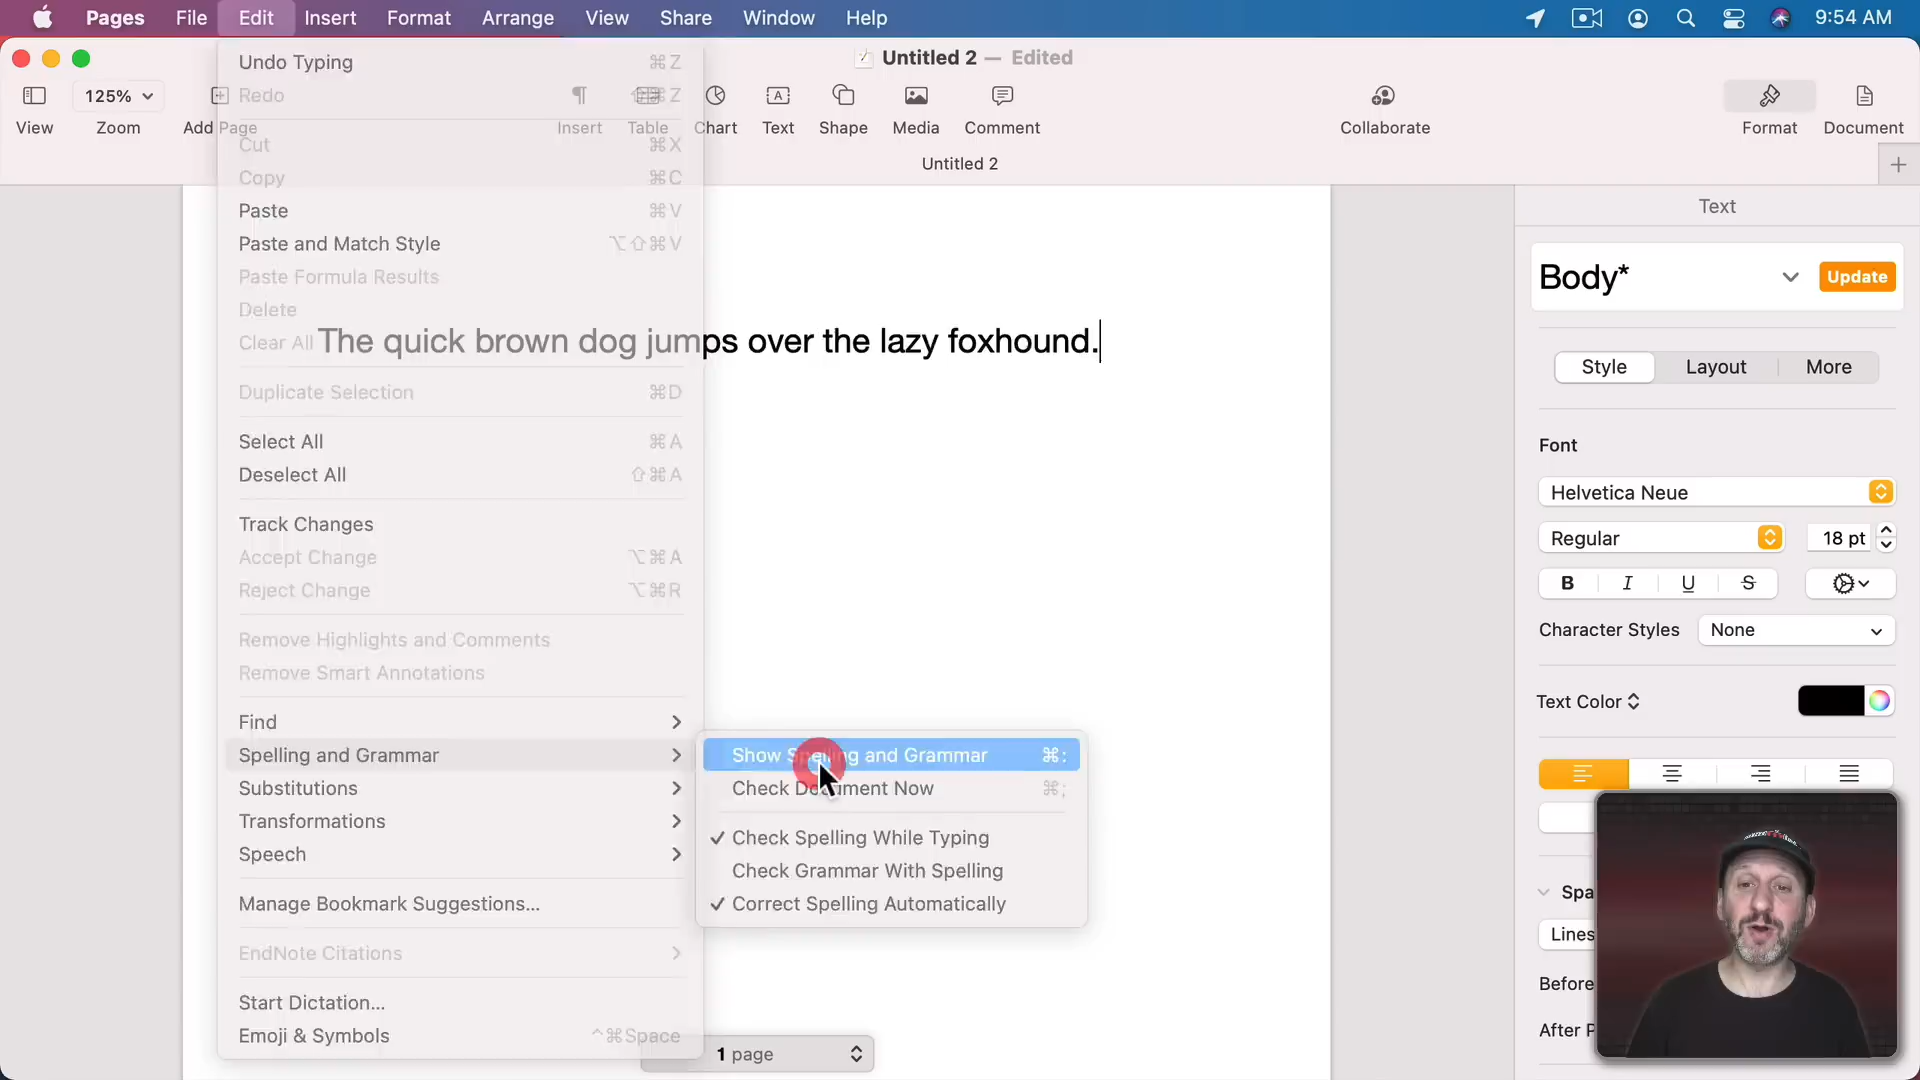 Pages File Edit Insert Format Arrange View Share Window Help 9:54 AM
Untitled 2 — Edited
125%
View Zoom Add Page Insert Table Chart Text Shape Media Comment Collaborate Format Document
Untitled 2
Undo Typing ⌘Z
Redo ⇧⌘Z
Cut ⌘X
Copy ⌘C
Paste ⌘V
Paste and Match Style ⌥⇧⌘V
Paste Formula Results
Delete
Clear All
Duplicate Selection ⌘D
Select All ⌘A
Deselect All ⇧⌘A
Track Changes
Accept Change ⌥⌘A
Reject Change ⌥⌘R
Remove Highlights and Comments
Remove Smart Annotations
Find
Spelling and Grammar
Substitutions
Transformations
Speech
Manage Bookmark Suggestions...
EndNote Citations
Start Dictation...
Emoji & Symbols ^⌘Space
Show Spelling and Grammar ⌘:
Check Document Now ⌘;
✓ Check Spelling While Typing
Check Grammar With Spelling
✓ Correct Spelling Automatically
The quick brown dog jumps over the lazy foxhound.
1 page
Text
Body* Update
Style Layout More
Font
Helvetica Neue
Regular 18 pt
B I U S
Character Styles None
Text Color
Spa
Lines
Before
After P